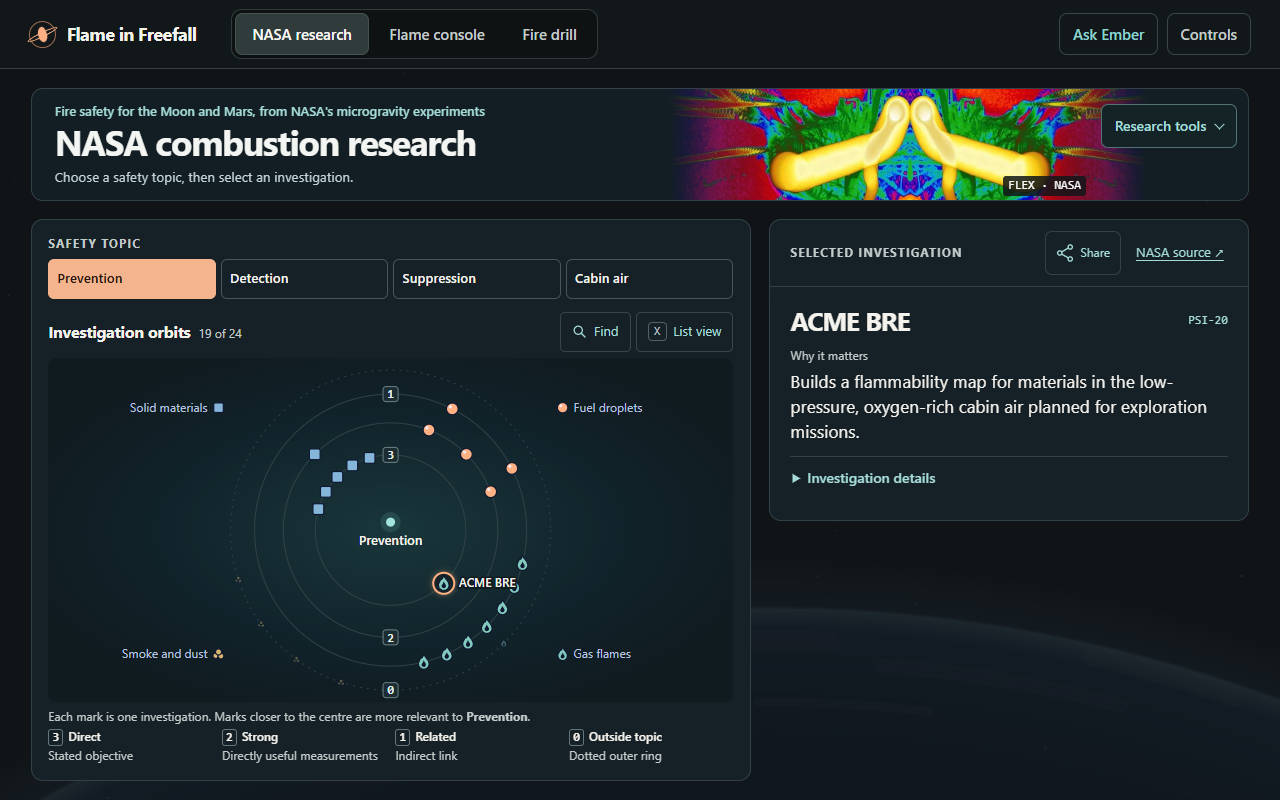 Flame in Freefall
NASA research
Flame console
Fire drill
Ask Ember
Controls
Fire safety for the Moon and Mars, from NASA's microgravity experiments
NASA combustion research
Choose a safety topic, then select an investigation.
Research tools
FLEX · NASA
SAFETY TOPIC
Prevention
Detection
Suppression
Cabin air
Investigation orbits 19 of 24
Find
X List view
1
Solid materials
Fuel droplets
3
Prevention
ACME BRE
2
Smoke and dust
Gas flames
0
Each mark is one investigation. Marks closer to the centre are more relevant to Prevention.
3 Direct
Stated objective
2 Strong
Directly useful measurements
1 Related
Indirect link
0 Outside topic
Dotted outer ring
SELECTED INVESTIGATION
Share
NASA source ↗
ACME BRE
PSI-20
Why it matters
Builds a flammability map for materials in the low-
pressure, oxygen-rich cabin air planned for exploration
missions.
Investigation details